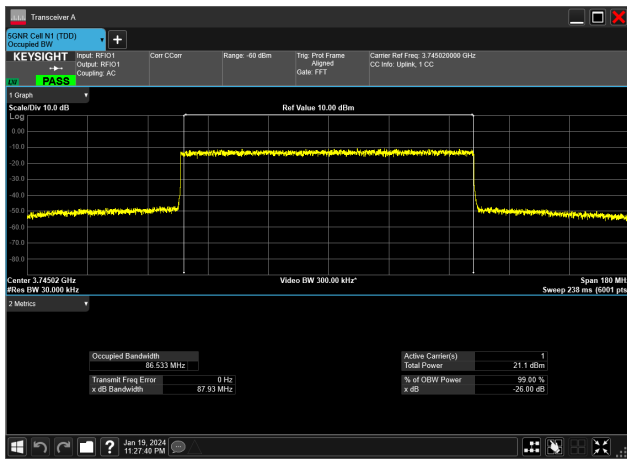 Transceiver A
5GNR Cell N1 (TDD)
Occupied BW
KEYSIGHT
Input: RFIO1
Output: RFIO1
Coupling: AC
Corr CCorr
Range: -60 dBm
Trig: Prot Frame
Aligned
Gate: FFT
Carrier Ref Freq: 3.745020000 GHz
CC Info: Uplink, 1 CC
PASS
1 Graph
Scale/Div 10.0 dB
Ref Value 10.00 dBm
Log
0.00
-10.0
-20.0
-30.0
-40.0
-50.0
-60.0
-70.0
-80.0
Center 3.74502 GHz
Video BW 300.00 kHz*
Span 180 MHz
#Res BW 30.000 kHz
Sweep 238 ms (6001 pts
2 Metrics
Occupied Bandwidth
86.533 MHz
Transmit Freq Error 0 Hz
x dB Bandwidth 87.93 MHz
Active Carrier(s) 1
Total Power 21.1 dBm
% of OBW Power 99.00 %
x dB -26.00 dB
Jan 19, 2024
11:27:40 PM